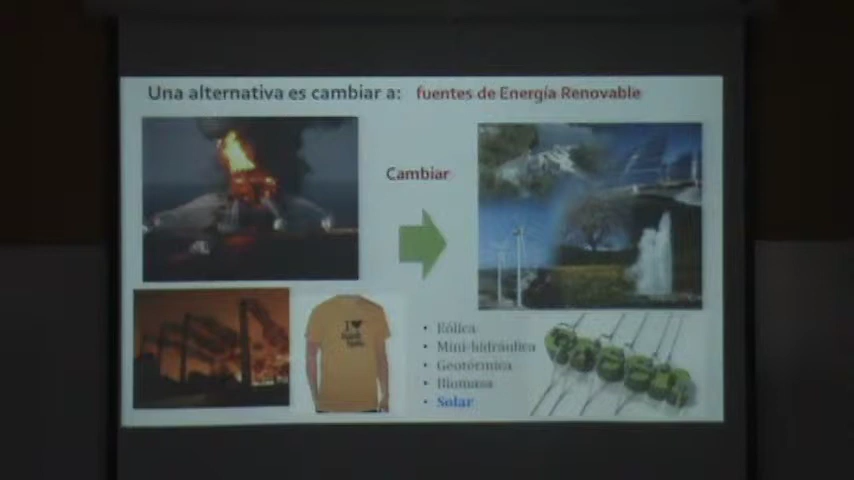 Una alternativa es cambiar a: fuentes de Energía Renovable
Cambiar
I ♥
• Eólica
• Mini-hidráulica
• Geotérmica
• Biomasa
• Solar